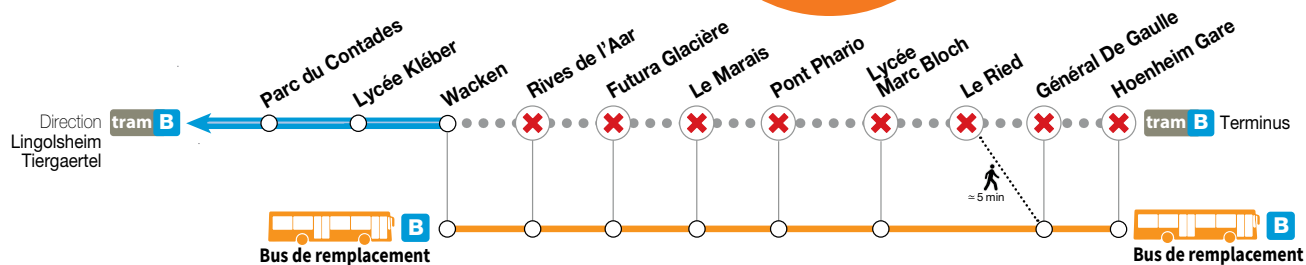 Parc du Contades
Lycée Kléber
Wacken
Rives de l'Aar
Futura Glacière
Le Marais
Pont Phario
Lycée
Marc Bloch
Le Ried
Général De Gaulle
Hoenheim Gare
Direction
Lingolsheim
Tiergaertel
tram B
tram B Terminus
≃ 5 min
B
Bus de remplacement
B
Bus de remplacement